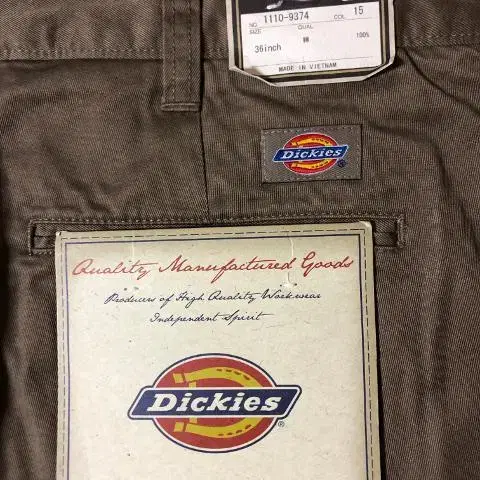 NO 1110-9374 COL 15
SIZE QUAL
36inch 綿 100%
MADE IN VIETNAM
Dickies®
Quality Manufactured Goods
Producers of High Quality Workwear
Independent Spirit
Dickies®